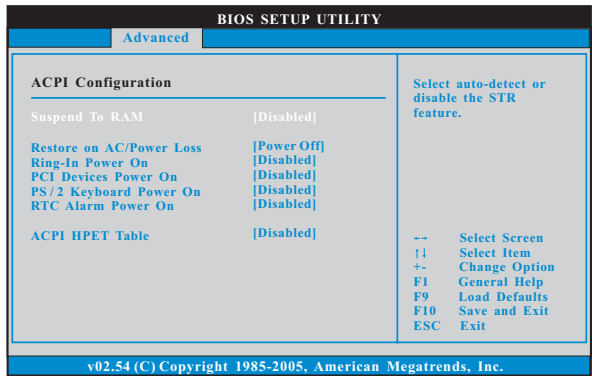 BIOS SETUP UTILITY
Advanced
ACPI Configuration
Suspend To RAM [Disabled]
Restore on AC/Power Loss [Power Off]
Ring-In Power On [Disabled]
PCI Devices Power On [Disabled]
PS/2 Keyboard Power On [Disabled]
RTC Alarm Power On [Disabled]
ACPI HPET Table [Disabled]
Select auto-detect or
disable the STR
feature.
←→ Select Screen
↑↓ Select Item
+- Change Option
F1 General Help
F9 Load Defaults
F10 Save and Exit
ESC Exit
v02.54 (C) Copyright 1985-2005, American Megatrends, Inc.